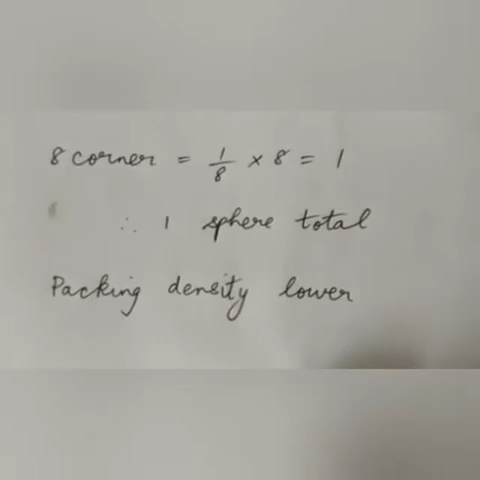 8 corner = 1/8 × 8 = 1
∴ 1 sphere total
Packing density lower